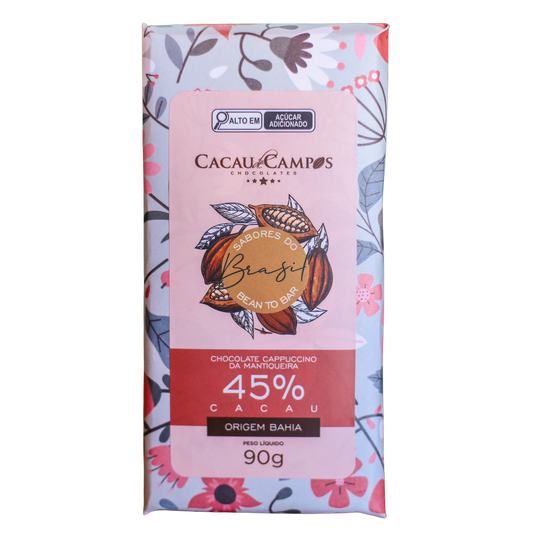 ALTO EM AÇÚCAR
ADICIONADO
CACAU de CAMPOS
CHOCOLATES
SABORES DO
Brasil
BEAN TO BAR
CHOCOLATE CAPPUCCINO
DA MANTIQUEIRA
45%
CACAU
ORIGEM BAHIA
PESO LÍQUIDO
90g